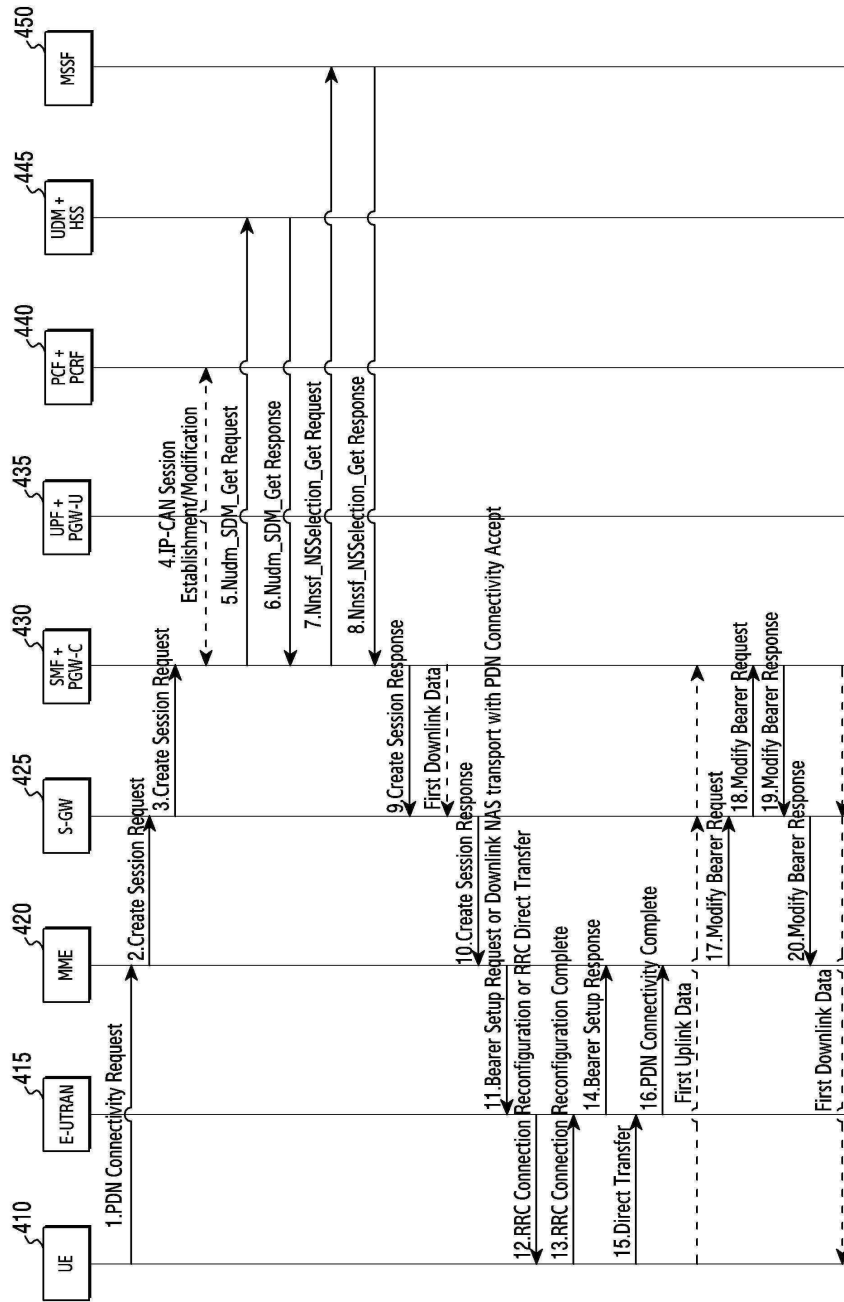 410
UE
415
E-UTRAN
420
MME
425
S-GW
430
SMF +
PGW-C
435
UPF +
PGW-U
440
PCF +
PCRF
445
UDM +
HSS
450
MSSF
1.PDN Connectivity Request
2.Create Session Request
3.Create Session Request
4.IP-CAN Session
Establishment/Modification
5.Nudm_SDM_Get Request
6.Nudm_SDM_Get Response
7.Nnssf_NSSelection_Get Request
8.Nnssf_NSSelection_Get Response
9.Create Session Response
First Downlink Data
10.Create Session Response
11.Bearer Setup Request or Downlink NAS transport with PDN Connectivity Accept
12.RRC Connection Reconfiguration or RRC Direct Transfer
13.RRC Connection Reconfiguration Complete
14.Bearer Setup Response
15.Direct Transfer
16.PDN Connectivity Complete
First Uplink Data
17.Modify Bearer Request
18.Modify Bearer Request
19.Modify Bearer Response
20.Modify Bearer Response
First Downlink Data